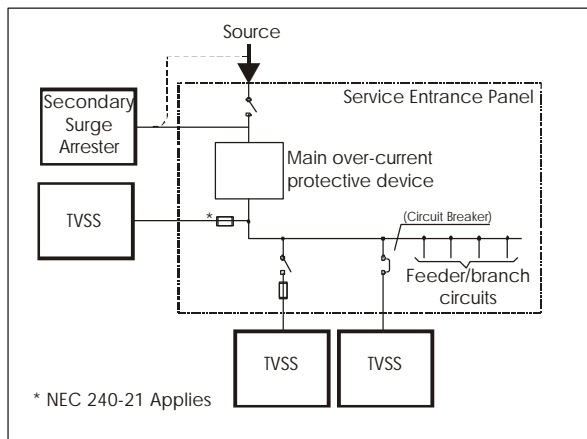 Source
Service Entrance Panel
Secondary
Surge
Arrester
Main over-current
protective device
TVSS
*
(Circuit Breaker)
Feeder/branch
circuits
TVSS
TVSS
* NEC 240-21 Applies